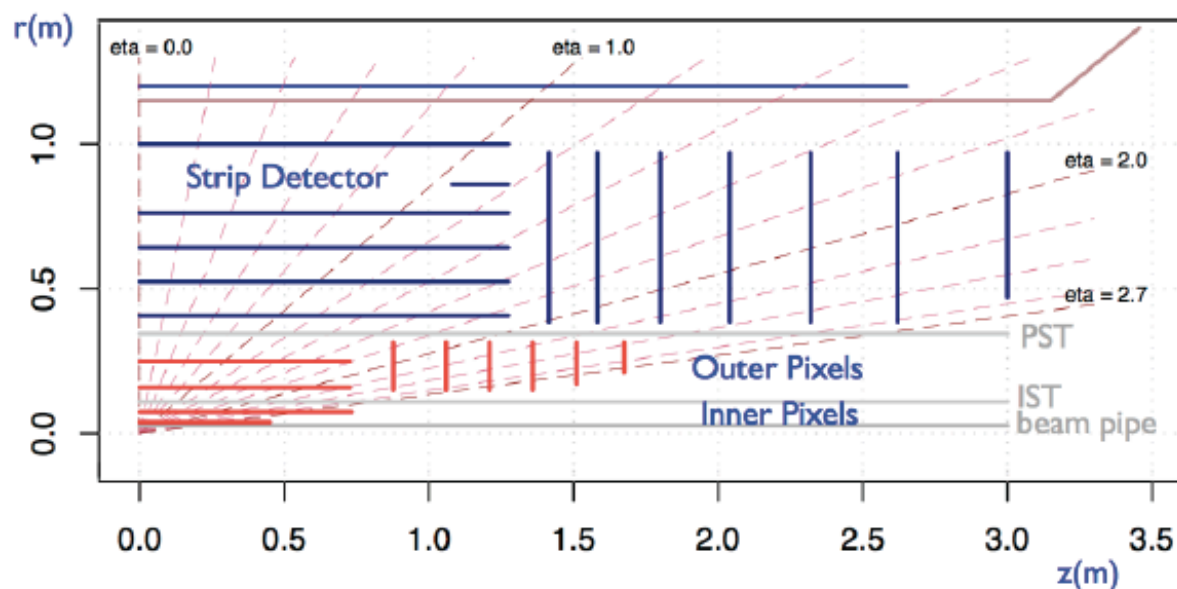 r(m)
eta = 0.0
eta = 1.0
1.0
Strip Detector
eta = 2.0
0.5
eta = 2.7
PST
Outer Pixels
IST
Inner Pixels
beam pipe
0.0
0.0 0.5 1.0 1.5 2.0 2.5 3.0 3.5
z(m)